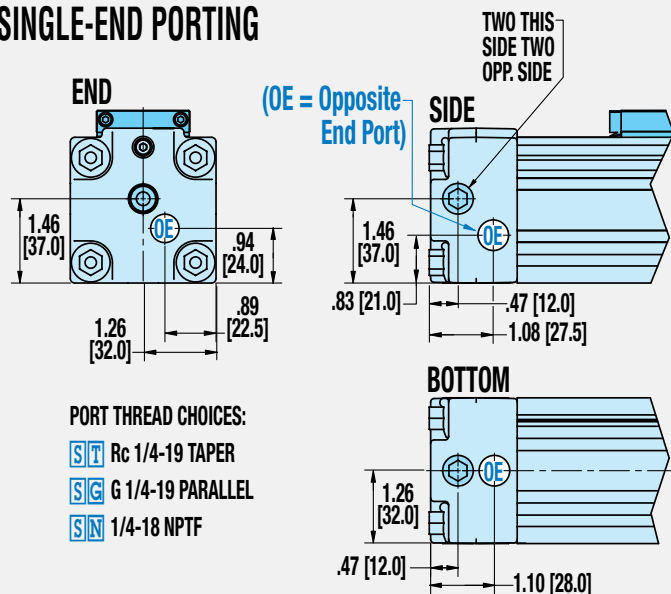 SINGLE-END PORTING
END
(OE = Opposite
End Port)
SIDE
TWO THIS
SIDE TWO
OPP. SIDE
OE
1.46
[37.0]
.94
[24.0]
.89
[22.5]
1.26
[32.0]
OE
1.46
[37.0]
.83 [21.0]
.47 [12.0]
1.08 [27.5]
BOTTOM
OE
1.26
[32.0]
.47 [12.0]
1.10 [28.0]
PORT THREAD CHOICES:
ST Rc 1/4-19 TAPER
SG G 1/4-19 PARALLEL
SN 1/4-18 NPTF